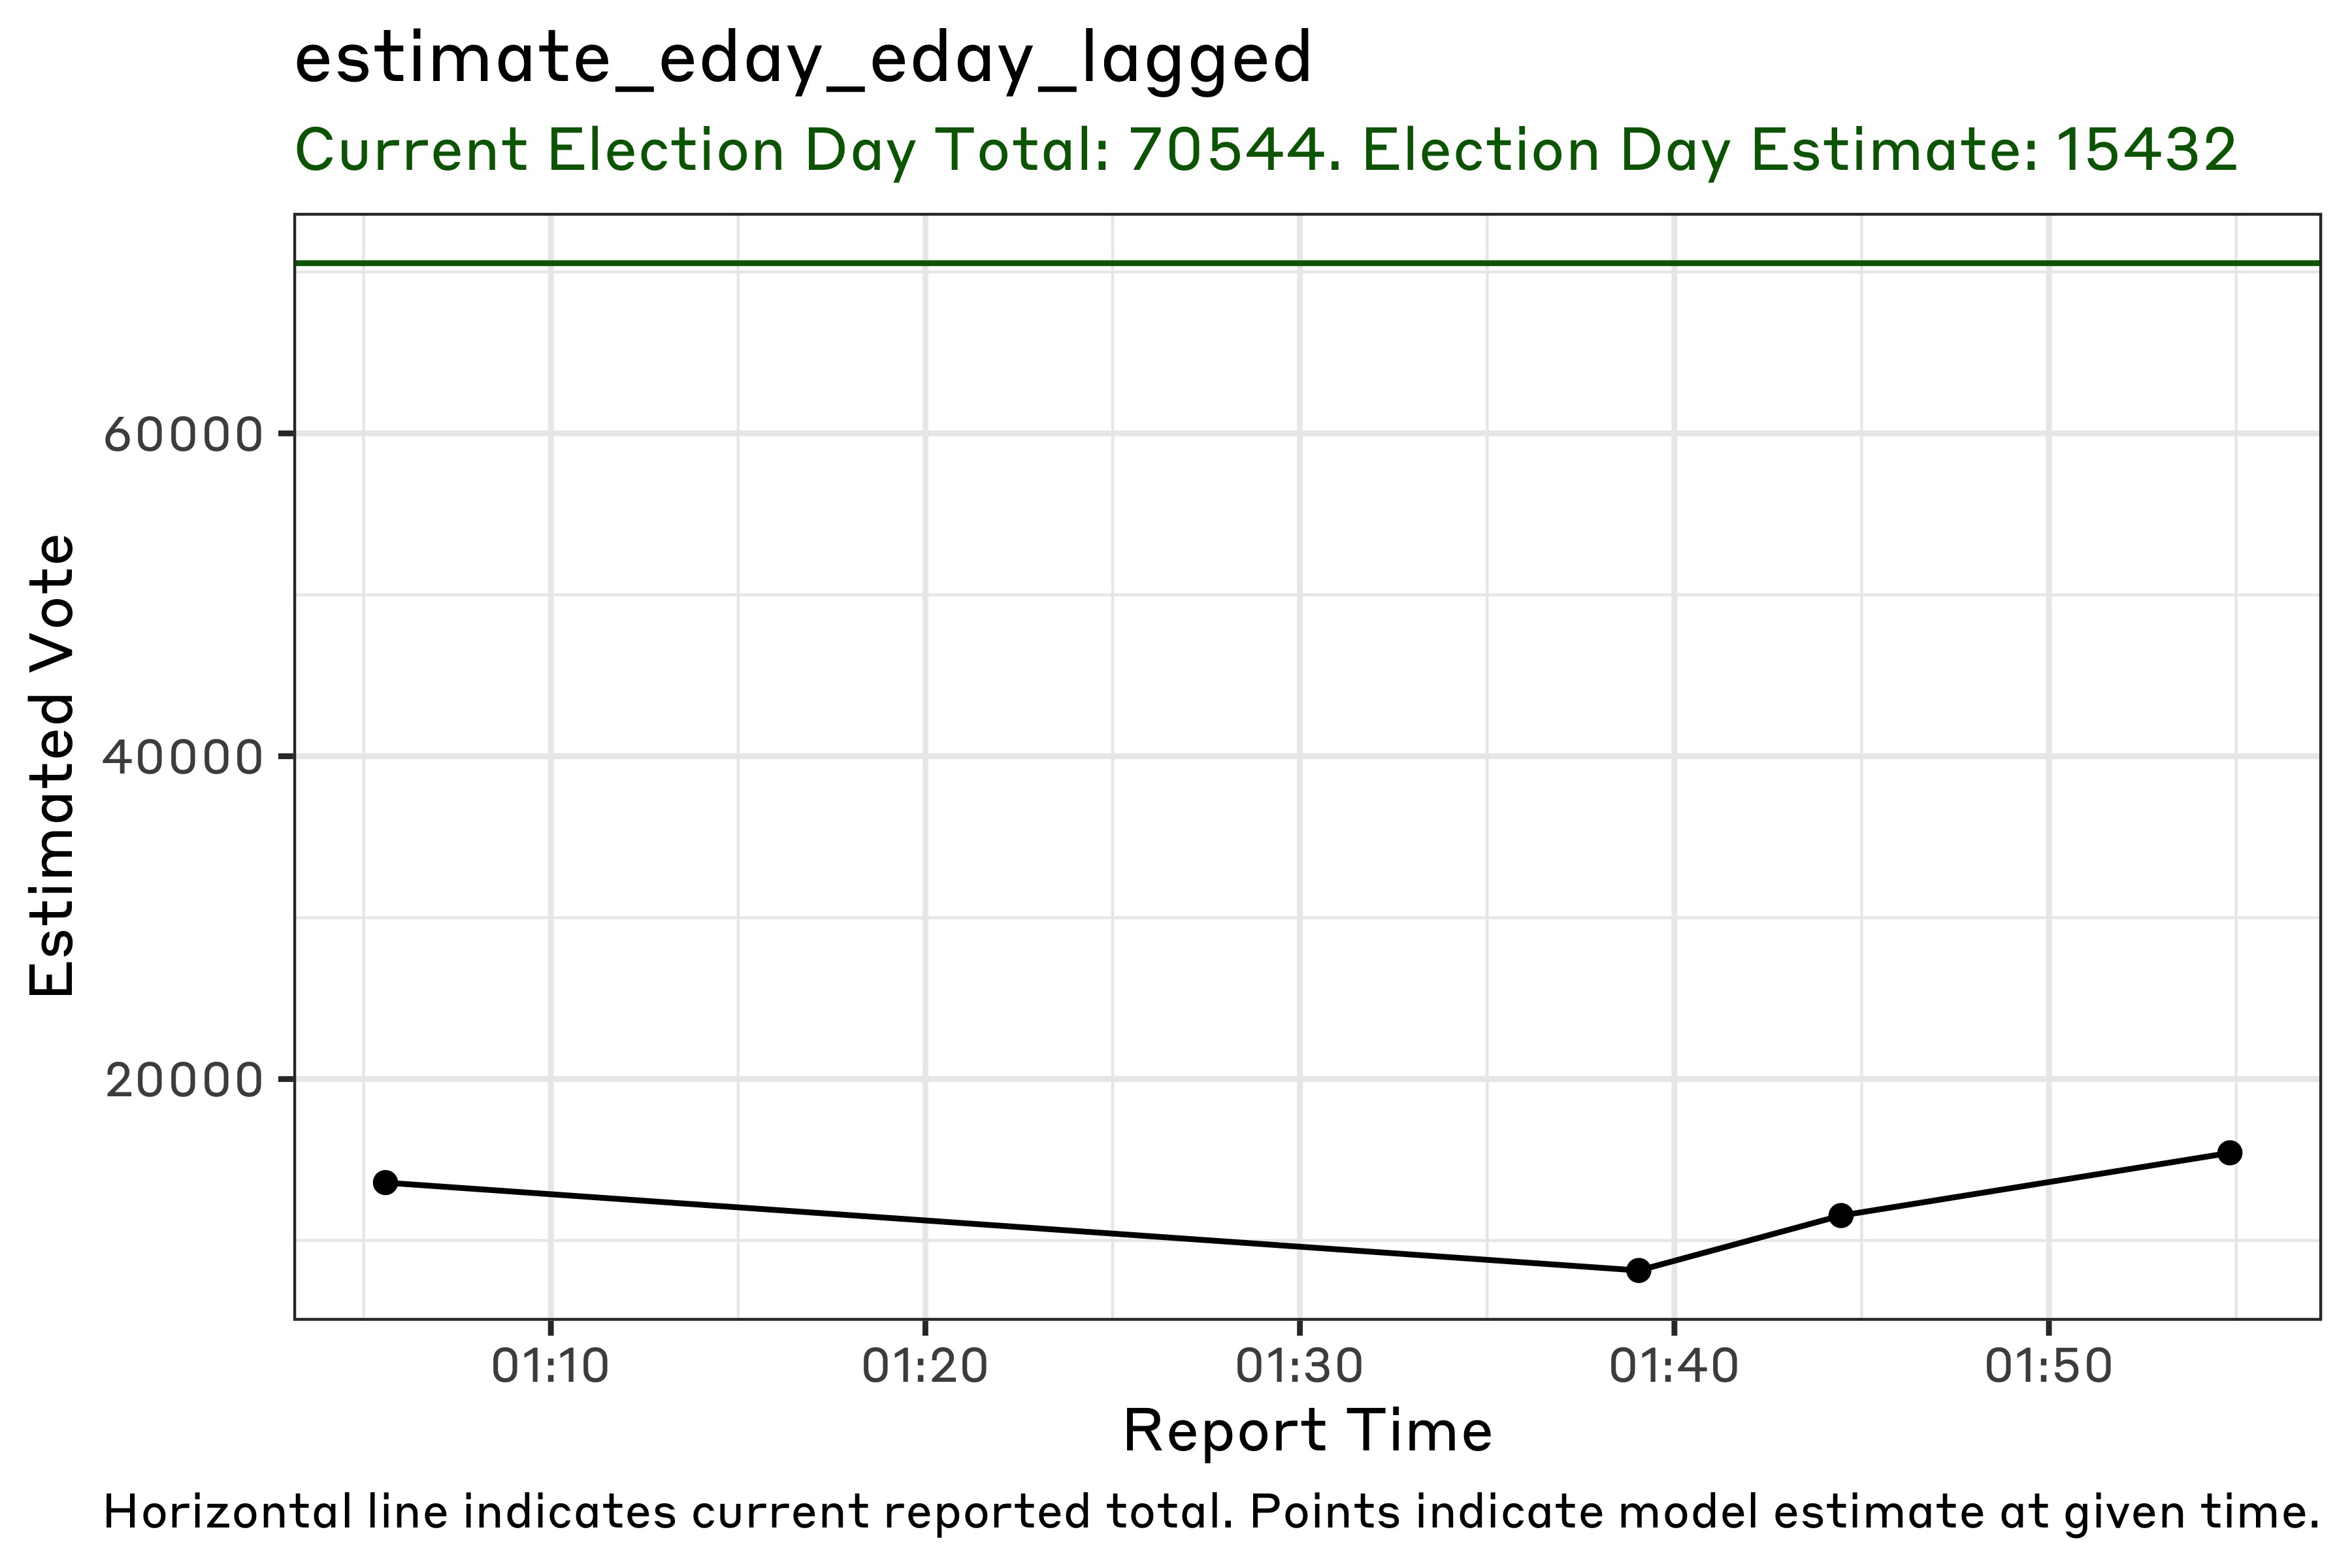 estimate_eday_eday_lagged
Current Election Day Total: 70544. Election Day Estimate: 15432
Estimated Vote
60000
40000
20000
01:10 01:20 01:30 01:40 01:50
Report Time
Horizontal line indicates current reported total. Points indicate model estimate at given time.